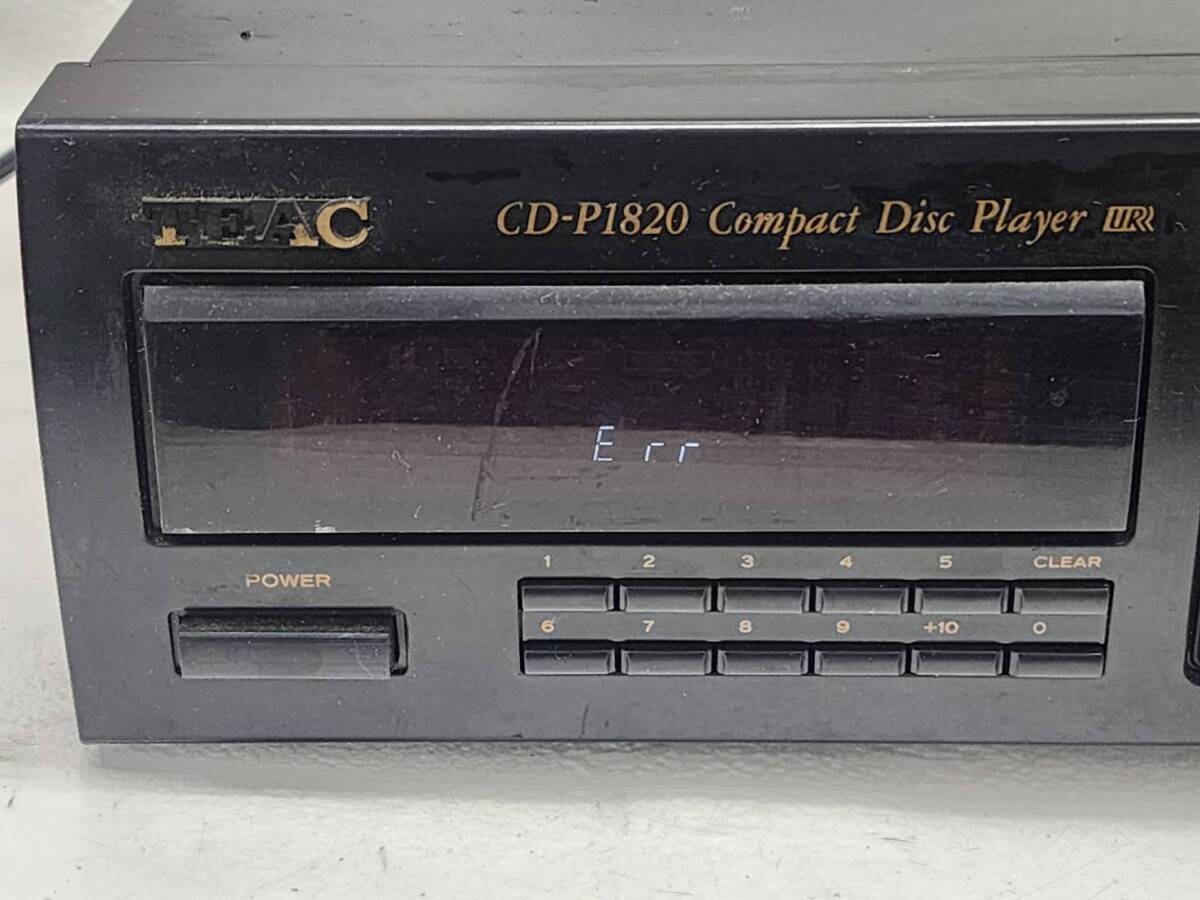 TEAC
CD-P1820 Compact Disc Player
Err
POWER
1 2 3 4 5 CLEAR
6 7 8 9 +10 0